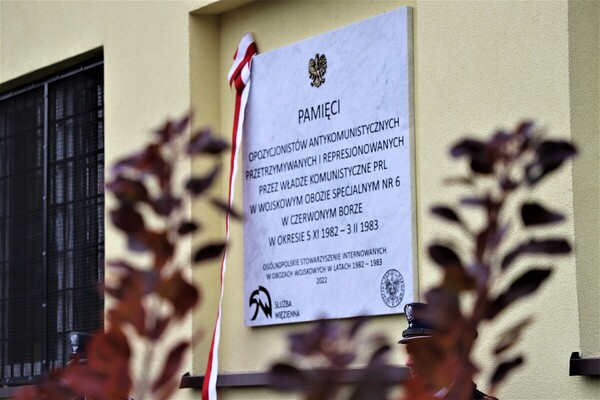 PAMIĘCI
OPOZYCJONISTÓW ANTYKOMUNISTYCZNYCH
PRZETRZYMYWANYCH I REPRESJONOWANYCH
PRZEZ WŁADZE KOMUNISTYCZNE PRL
W WOJSKOWYM OBOZIE SPECJALNYM NR 6
W CZERWONYM BORZE
W OKRESIE 5 XI 1982 – 3 II 1983
OGÓLNOPOLSKIE STOWARZYSZENIE INTERNOWANYCH
W OBOZACH WOJSKOWYCH W LATACH 1982 – 1983
2022
SW
SŁUŻBA
WIĘZIENNA